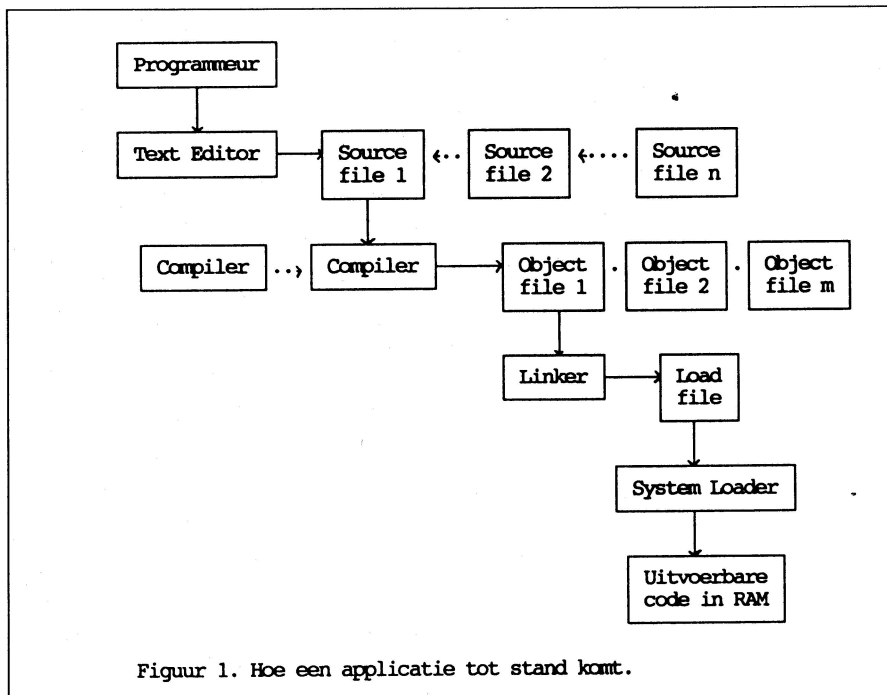 Programmeur
Text Editor
Source
file 1
<..
Source
file 2
<....
Source
file n
Compiler
..>
Compiler
Object
file 1
.
Object
file 2
.
Object
file m
Linker
Load
file
System Loader
Uitvoerbare
code in RAM
Figuur 1. Hoe een applicatie tot stand komt.